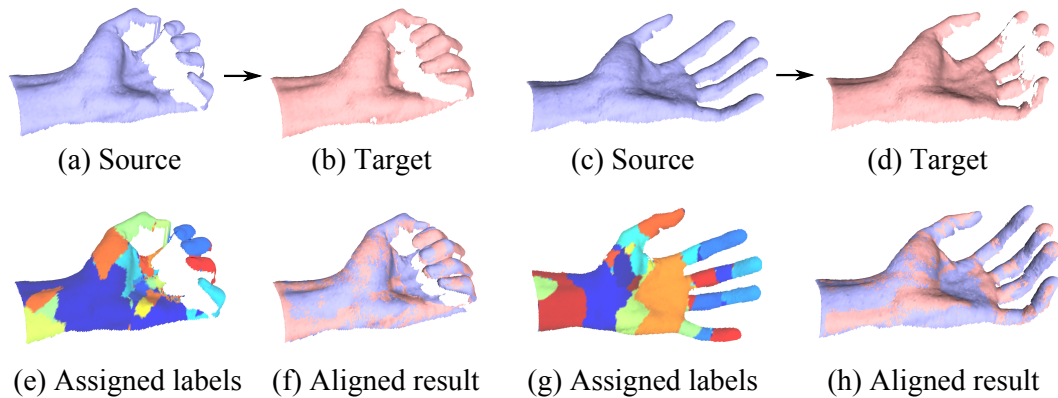 (a) Source
(b) Target
(c) Source
(d) Target
(e) Assigned labels
(f) Aligned result
(g) Assigned labels
(h) Aligned result